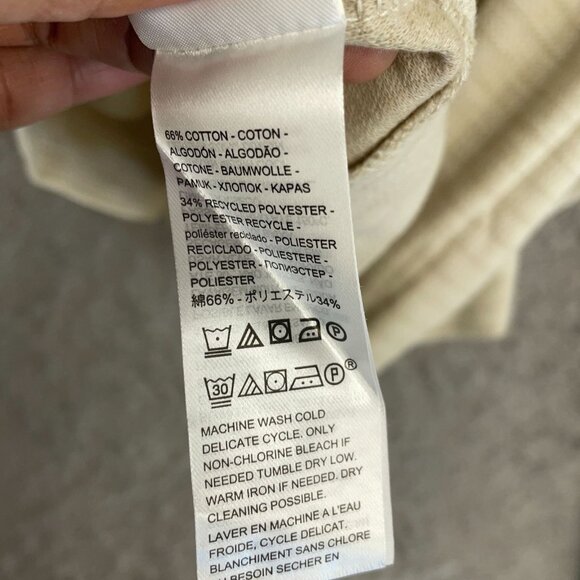 66% COTTON - COTON -
ALGODÓN - ALGODÃO -
COTONE - BAUMWOLLE -
PAMUK - ХЛОПОК - KAPAS
34% RECYCLED POLYESTER -
POLYESTER RECYCLE -
poliéster reciclado - POLIESTER
RECICLADO - POLIESTERE -
POLYESTER - ПОЛИЭСТЕР -
POLIESTER
綿66% - ポリエステル34%
P
30 P ®
MACHINE WASH COLD
DELICATE CYCLE. ONLY
NON-CHLORINE BLEACH IF
NEEDED TUMBLE DRY LOW.
WARM IRON IF NEEDED. DRY
CLEANING POSSIBLE.
LAVER EN MACHINE A L'EAU
FROIDE, CYCLE DELICAT.
BLANCHIMENT SANS CHLORE
BESOIN SECHER EN